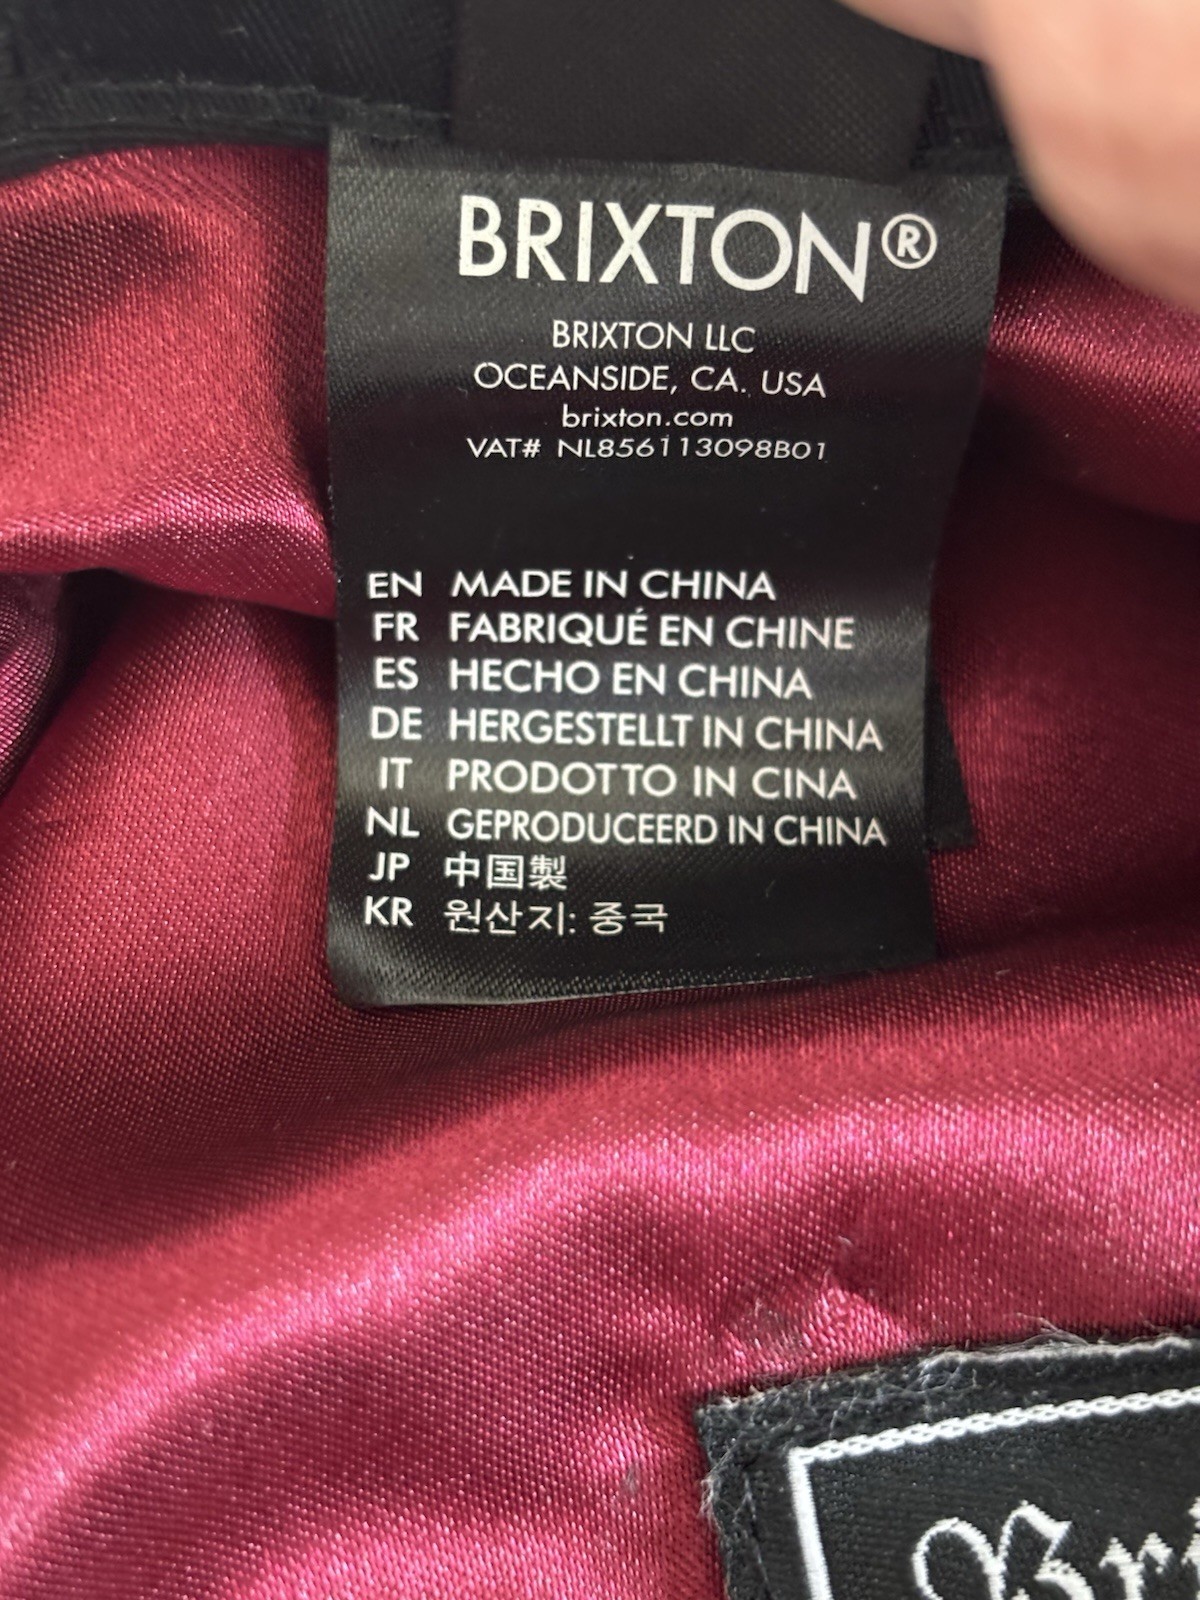 BRIXTON®
BRIXTON LLC
OCEANSIDE, CA. USA
brixton.com
VAT# NL856113098B01
EN MADE IN CHINA
FR FABRIQUÉ EN CHINE
ES HECHO EN CHINA
DE HERGESTELLT IN CHINA
IT PRODOTTO IN CINA
NL GEPRODUCEERD IN CHINA
JP 中国製
KR 원산지: 중국